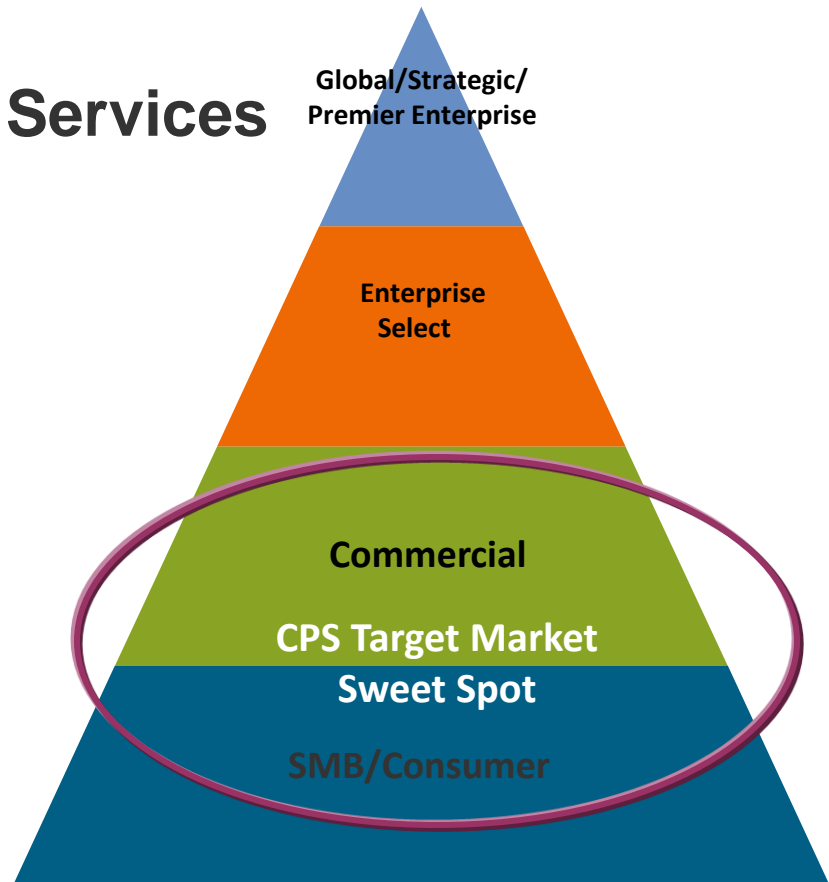 Services
Global/Strategic/
Premier Enterprise
Enterprise
Select
Commercial
CPS Target Market
Sweet Spot
SMB/Consumer